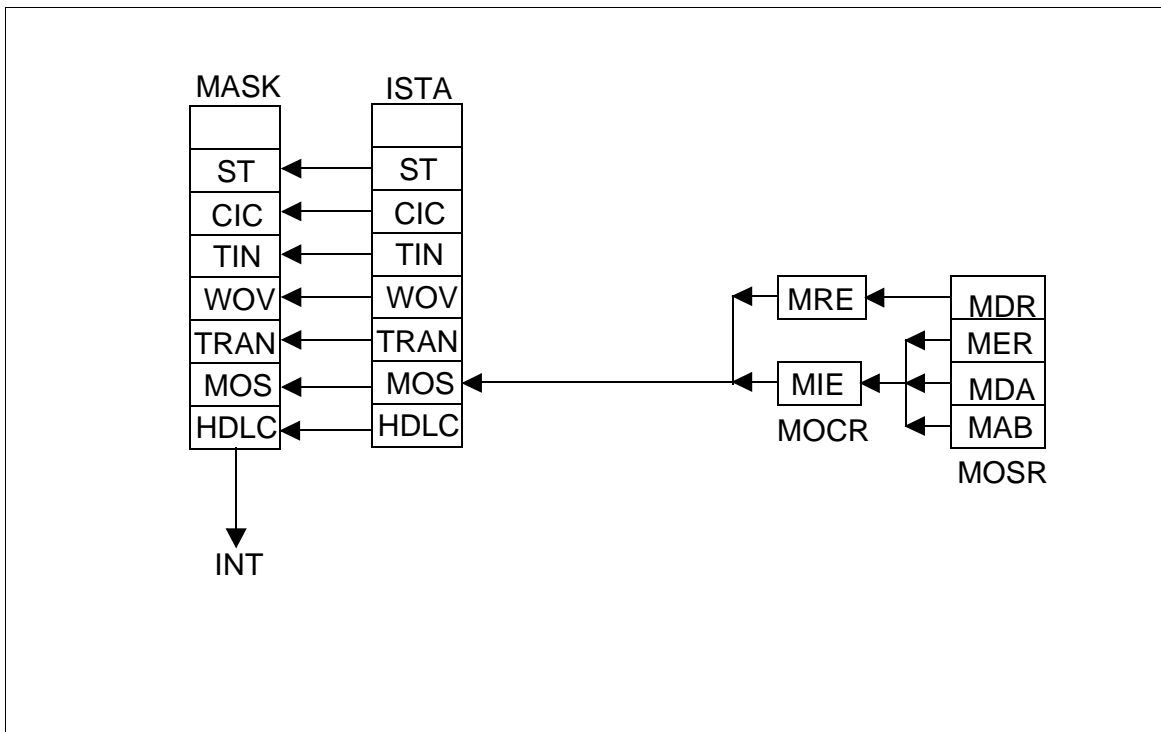 MASK ISTA
ST ST
CIC CIC
TIN TIN
WOV WOV MRE MDR
TRAN TRAN MER
MOS MOS MIE MDA
HDLC HDLC MOCR MAB
MOSR
INT